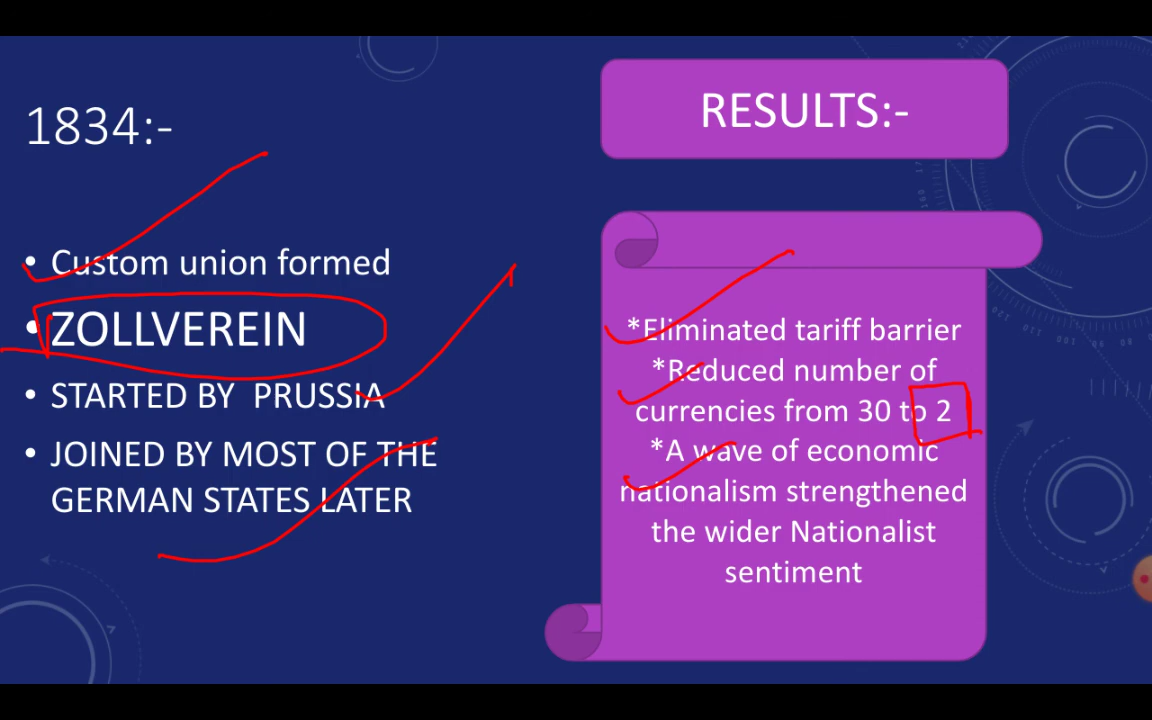 1834:-
• Custom union formed
• ZOLLVEREIN
• STARTED BY PRUSSIA
• JOINED BY MOST OF THE
GERMAN STATES LATER
RESULTS:-
*Eliminated tariff barrier
*Reduced number of
currencies from 30 to 2
*A wave of economic
nationalism strengthened
the wider Nationalist
sentiment